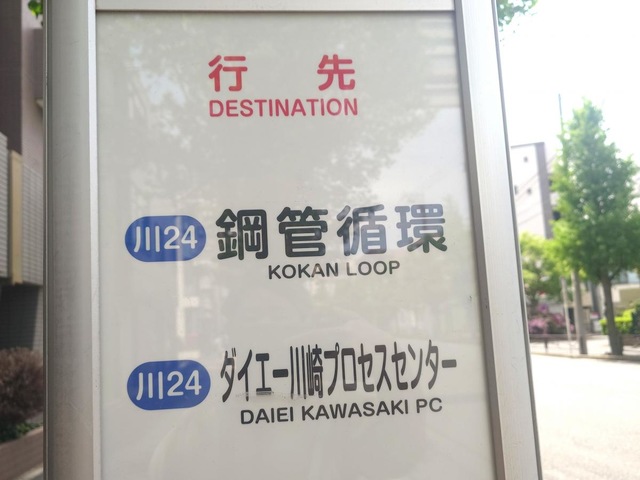 行先
DESTINATION
川24 鋼管循環
KOKAN LOOP
川24 ダイエー川崎プロセスセンター
DAIEI KAWASAKI PC